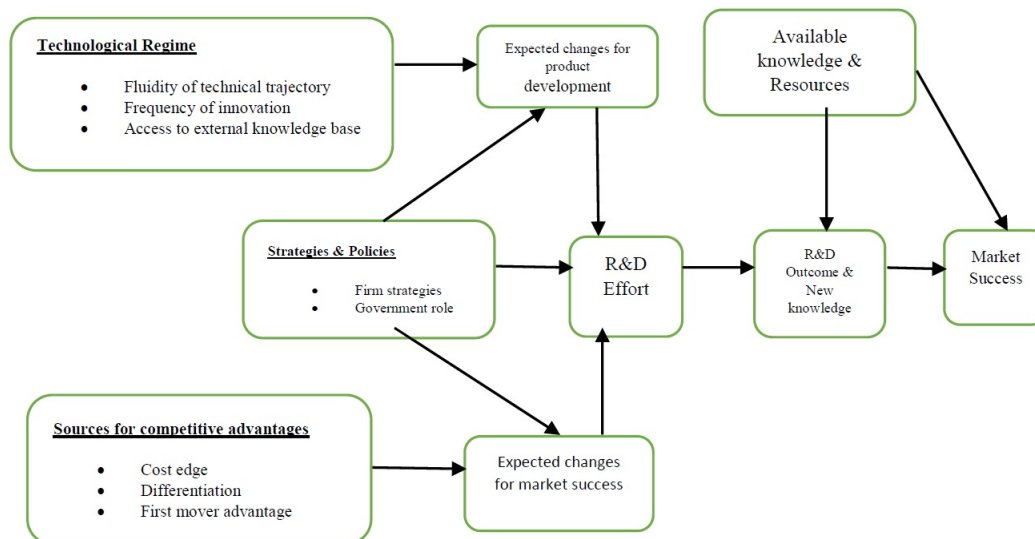 Technological Regime
• Fluidity of technical trajectory
• Frequency of innovation
• Access to external knowledge base
Expected changes for
product
development
Available
knowledge &
Resources
Strategies & Policies
• Firm strategies
• Government role
R&D
Effort
R&D
Outcome &
New
knowledge
Market
Success
Sources for competitive advantages
• Cost edge
• Differentiation
• First mover advantage
Expected changes
for market success